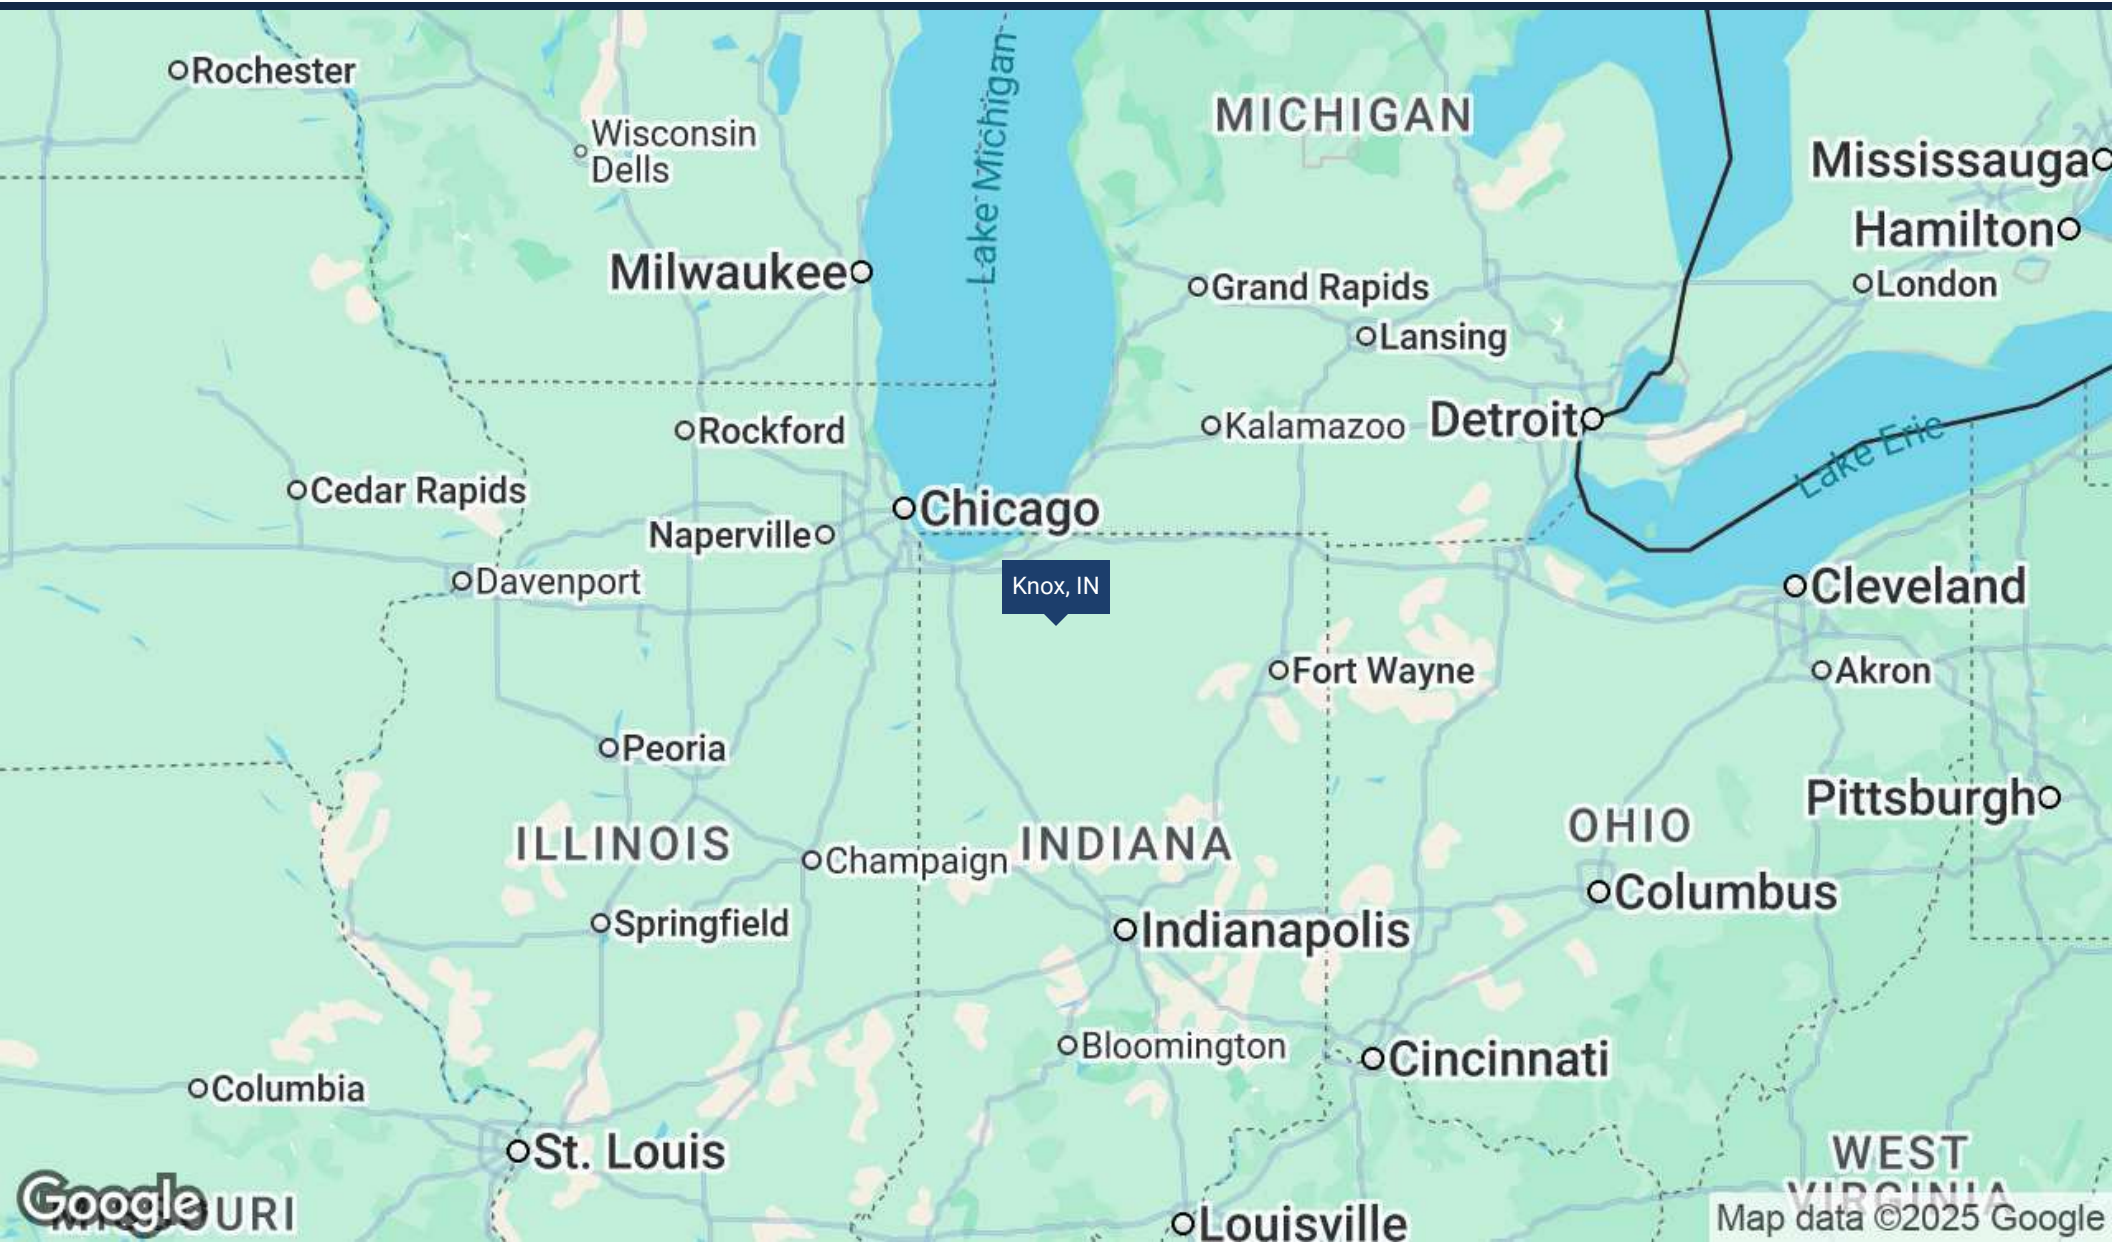 Rochester
Wisconsin
Dells
Lake Michigan
MICHIGAN
Mississauga
Hamilton
Milwaukee
Grand Rapids
London
Lansing
Rockford
Kalamazoo
Detroit
Lake Erie
Cedar Rapids
Chicago
Naperville
Davenport
Knox, IN
Cleveland
Fort Wayne
Akron
Peoria
Pittsburgh
ILLINOIS
INDIANA
OHIO
Champaign
Columbus
Springfield
Indianapolis
Bloomington
Cincinnati
Columbia
St. Louis
WEST
VIRGINIA
Google
MISSOURI
Louisville
Map data ©2025 Google